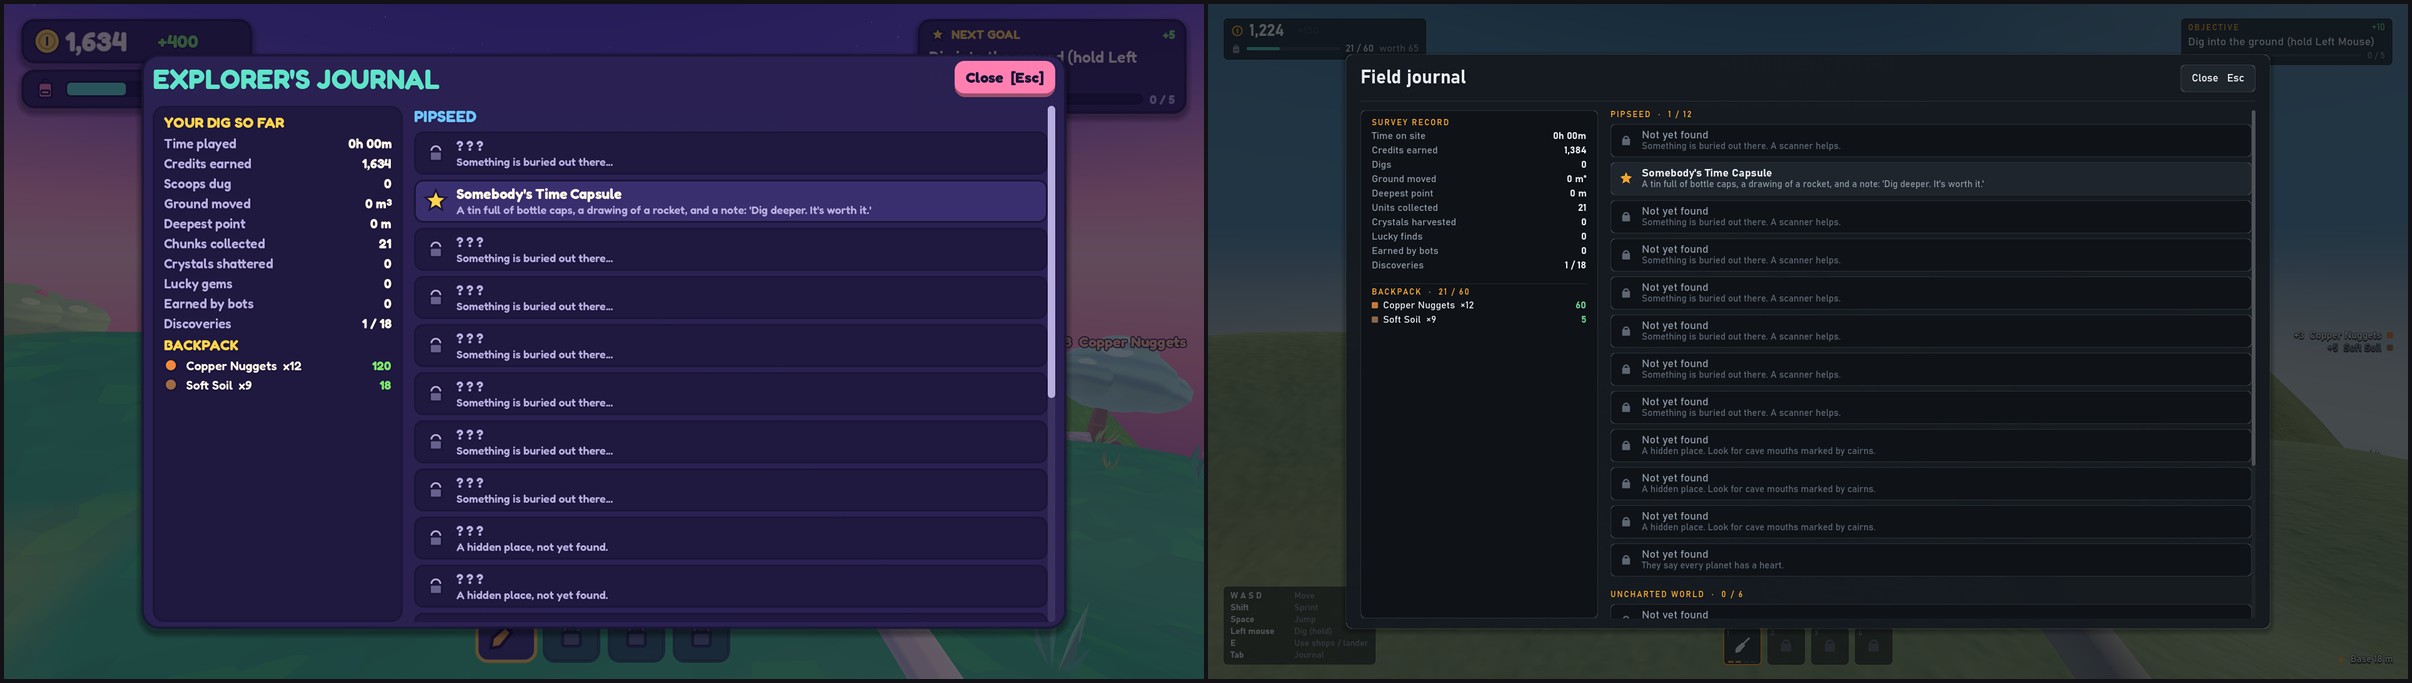 1,634 +400
NEXT GOAL +5
(hold Left
0 / 5
EXPLORER'S JOURNAL
Close [Esc]
YOUR DIG SO FAR
Time played 0h 00m
Credits earned 1,634
Scoops dug 0
Ground moved 0 m³
Deepest point 0 m
Chunks collected 21
Crystals shattered 0
Lucky gems 0
Earned by bots 0
Discoveries 1 / 18
BACKPACK
Copper Nuggets x12 120
Soft Soil x9 18
PIPSEED
? ? ?
Something is buried out there...
Somebody's Time Capsule
A tin full of bottle caps, a drawing of a rocket, and a note: 'Dig deeper. It's worth it.'
? ? ?
Something is buried out there...
? ? ?
Something is buried out there...
? ? ?
Something is buried out there...
? ? ?
Something is buried out there...
? ? ?
Something is buried out there...
? ? ?
Something is buried out there...
? ? ?
A hidden place, not yet found.
? ? ?
A hidden place, not yet found.
Copper Nuggets
1,224
21 / 60 worth 65
OBJECTIVE +10
Dig into the ground (hold Left Mouse)
0 / 5
Field journal
Close Esc
SURVEY RECORD
Time on site 0h 00m
Credits earned 1,384
Digs 0
Ground moved 0 m³
Deepest point 0 m
Units collected 21
Crystals harvested 0
Lucky finds 0
Earned by bots 0
Discoveries 1 / 18
BACKPACK · 21 / 60
Copper Nuggets ×12 60
Soft Soil ×9 5
PIPSEED · 1 / 12
Not yet found
Something is buried out there. A scanner helps.
Somebody's Time Capsule
A tin full of bottle caps, a drawing of a rocket, and a note: 'Dig deeper. It's worth it.'
Not yet found
Something is buried out there. A scanner helps.
Not yet found
Something is buried out there. A scanner helps.
Not yet found
Something is buried out there. A scanner helps.
Not yet found
Something is buried out there. A scanner helps.
Not yet found
Something is buried out there. A scanner helps.
Not yet found
Something is buried out there. A scanner helps.
Not yet found
A hidden place. Look for cave mouths marked by cairns.
Not yet found
A hidden place. Look for cave mouths marked by cairns.
Not yet found
A hidden place. Look for cave mouths marked by cairns.
Not yet found
They say every planet has a heart.
UNCHARTED WORLD · 0 / 6
Not yet found
+3 Copper Nuggets
+5 Soft Soil
W A S D Move
Shift Sprint
Space Jump
Left mouse Dig (hold)
E Use shops / lander
Tab Journal
Base 18 m